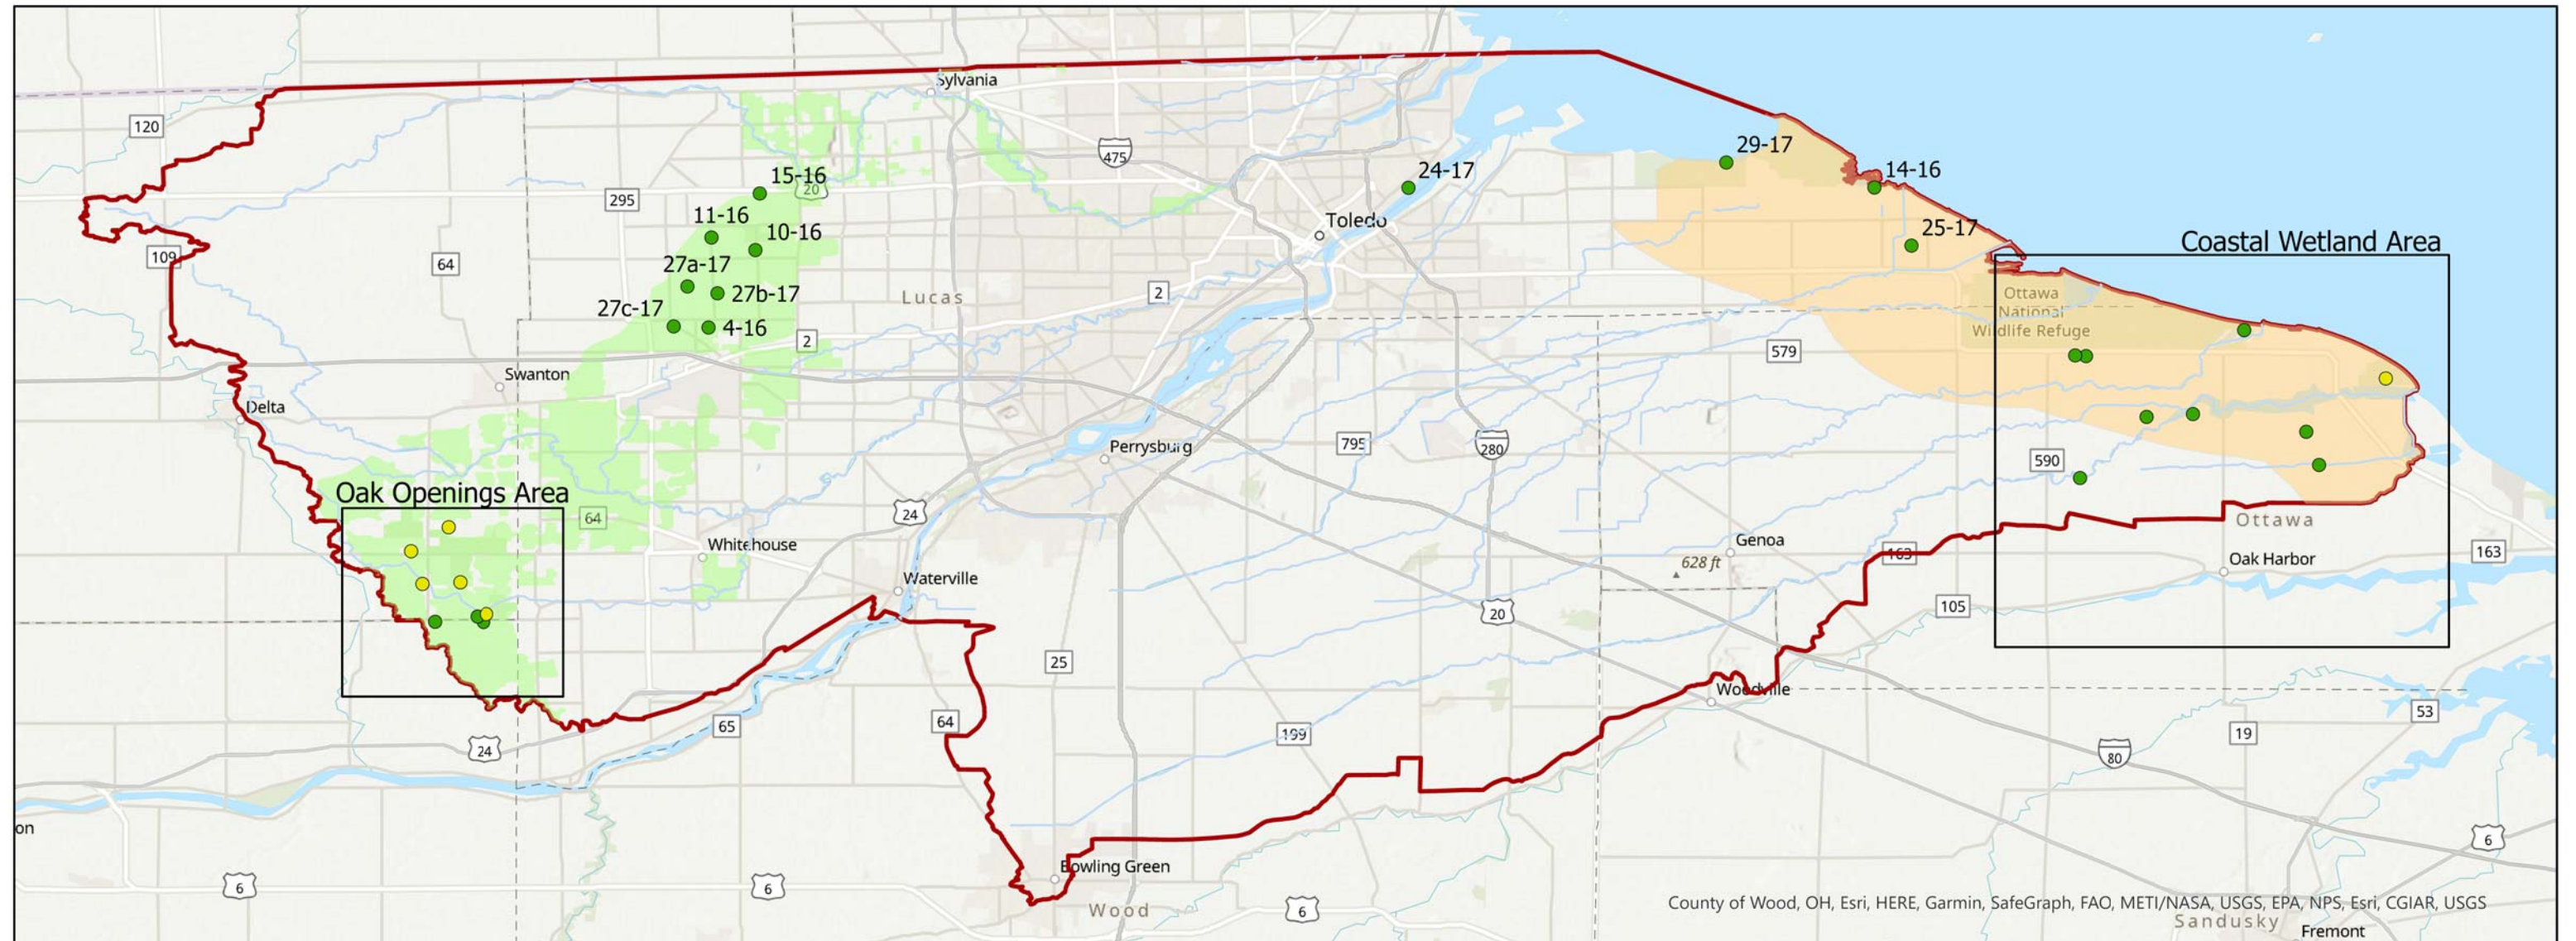 Sylvania
120
475
29-17
24-17
14-16
15-16
20
295
11-16
10-16
Toledo
25-17
Coastal Wetland Area
109
64
27a-17
27b-17
2
Lucas
27c-17
4-16
2
Ottawa
National
Wildlife Refuge
579
Swanton
Delta
Perrysburg
795
280
590
Oak Openings Area
64
24
Whitehouse
Ottawa
Genoa
163
163
628 ft
Oak Harbor
Waterville
20
105
25
Woodville
65
64
53
199
19
24
80
on
6
6
6
Bowling Green
6
Wood
County of Wood, OH, Esri, HERE, Garmin, SafeGraph, FAO, METI/NASA, USGS, EPA, NPS, Esri, CGIAR, USGS
Sandusky
Fremont